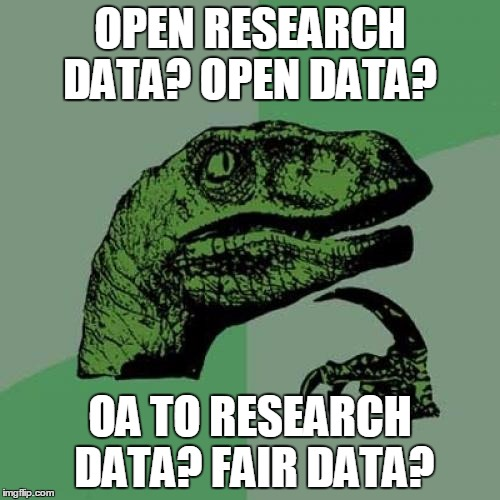 OPEN RESEARCH
DATA? OPEN DATA?
OA TO RESEARCH
DATA? FAIR DATA?
imgflip.com